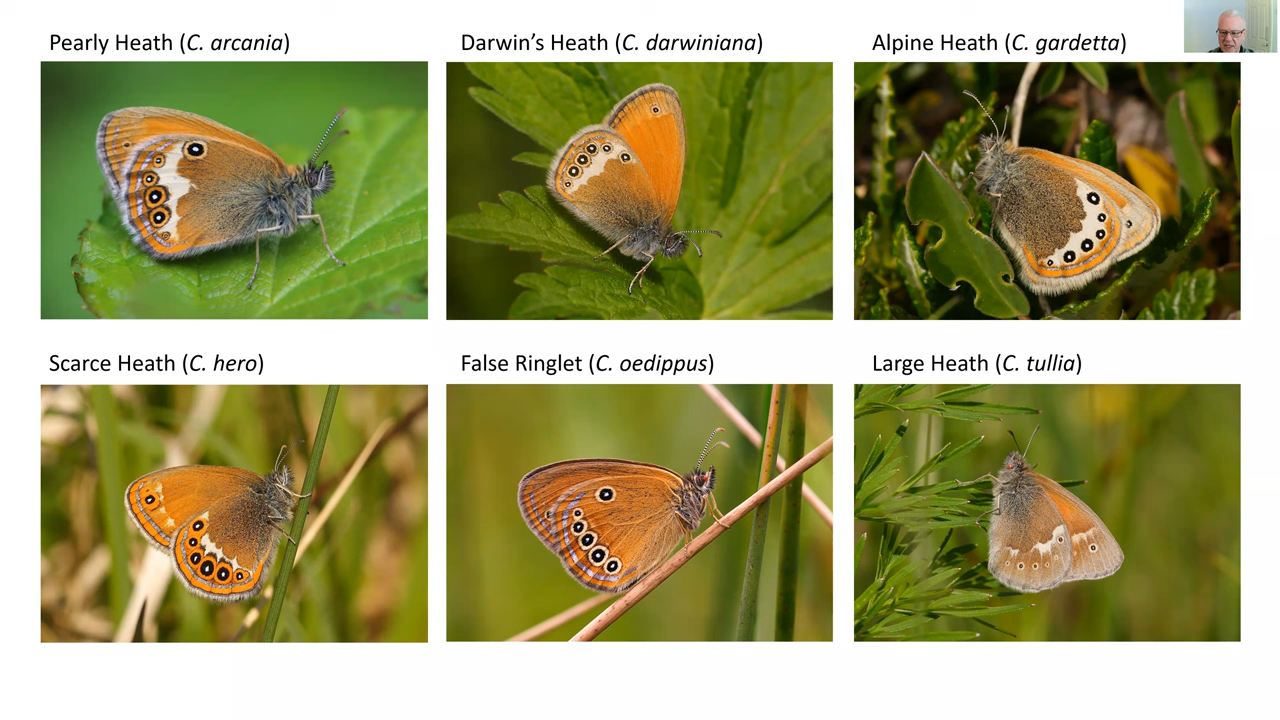 Pearly Heath (C. arcania)
Darwin’s Heath (C. darwiniana)
Alpine Heath (C. gardetta)
Scarce Heath (C. hero)
False Ringlet (C. oedippus)
Large Heath (C. tullia)